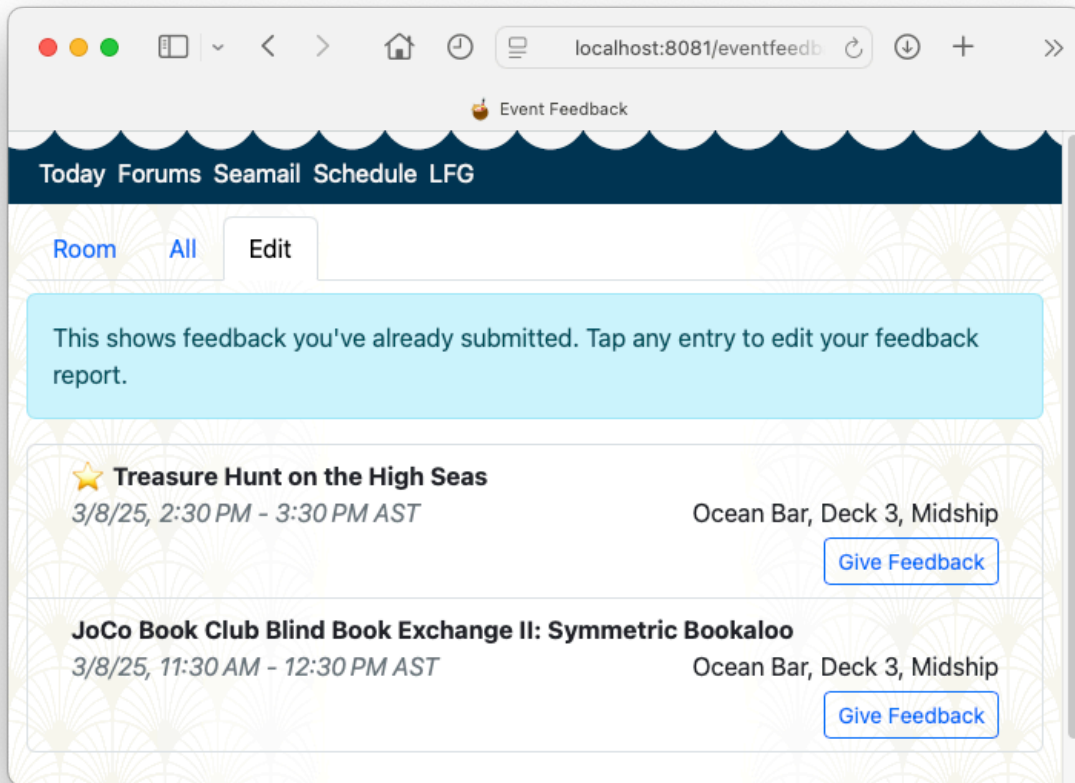 localhost:8081/eventfeedb
Event Feedback
Today Forums Seamail Schedule LFG
Room All Edit
This shows feedback you've already submitted. Tap any entry to edit your feedback
report.
Treasure Hunt on the High Seas
3/8/25, 2:30 PM - 3:30 PM AST Ocean Bar, Deck 3, Midship
Give Feedback
JoCo Book Club Blind Book Exchange II: Symmetric Bookaloo
3/8/25, 11:30 AM - 12:30 PM AST Ocean Bar, Deck 3, Midship
Give Feedback